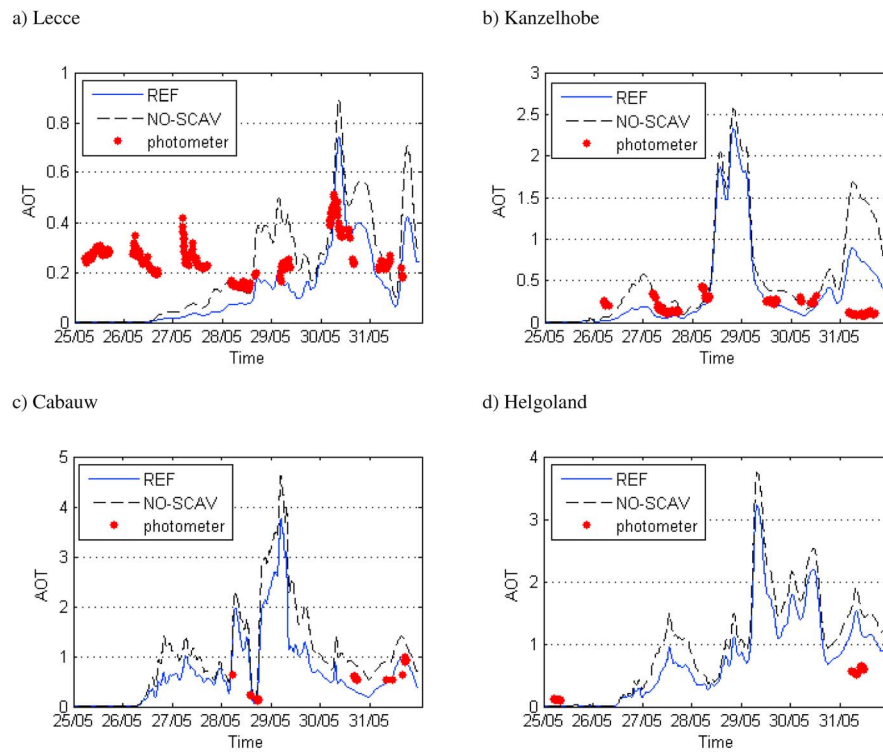 a) Lecce
b) Kanzelhobe
1
0.8
0.6
0.4
0.2
0
AOT
REF
NO-SCAV
photometer
25/05 26/05 27/05 28/05 29/05 30/05 31/05
Time
3
2.5
2
1.5
1
0.5
0
AOT
REF
NO-SCAV
photometer
25/05 26/05 27/05 28/05 29/05 30/05 31/05
Time
c) Cabauw
d) Helgoland
5
4
3
2
1
0
AOT
REF
NO-SCAV
photometer
25/05 26/05 27/05 28/05 29/05 30/05 31/05
Time
4
3
2
1
0
AOT
REF
NO-SCAV
photometer
25/05 26/05 27/05 28/05 29/05 30/05 31/05
Time